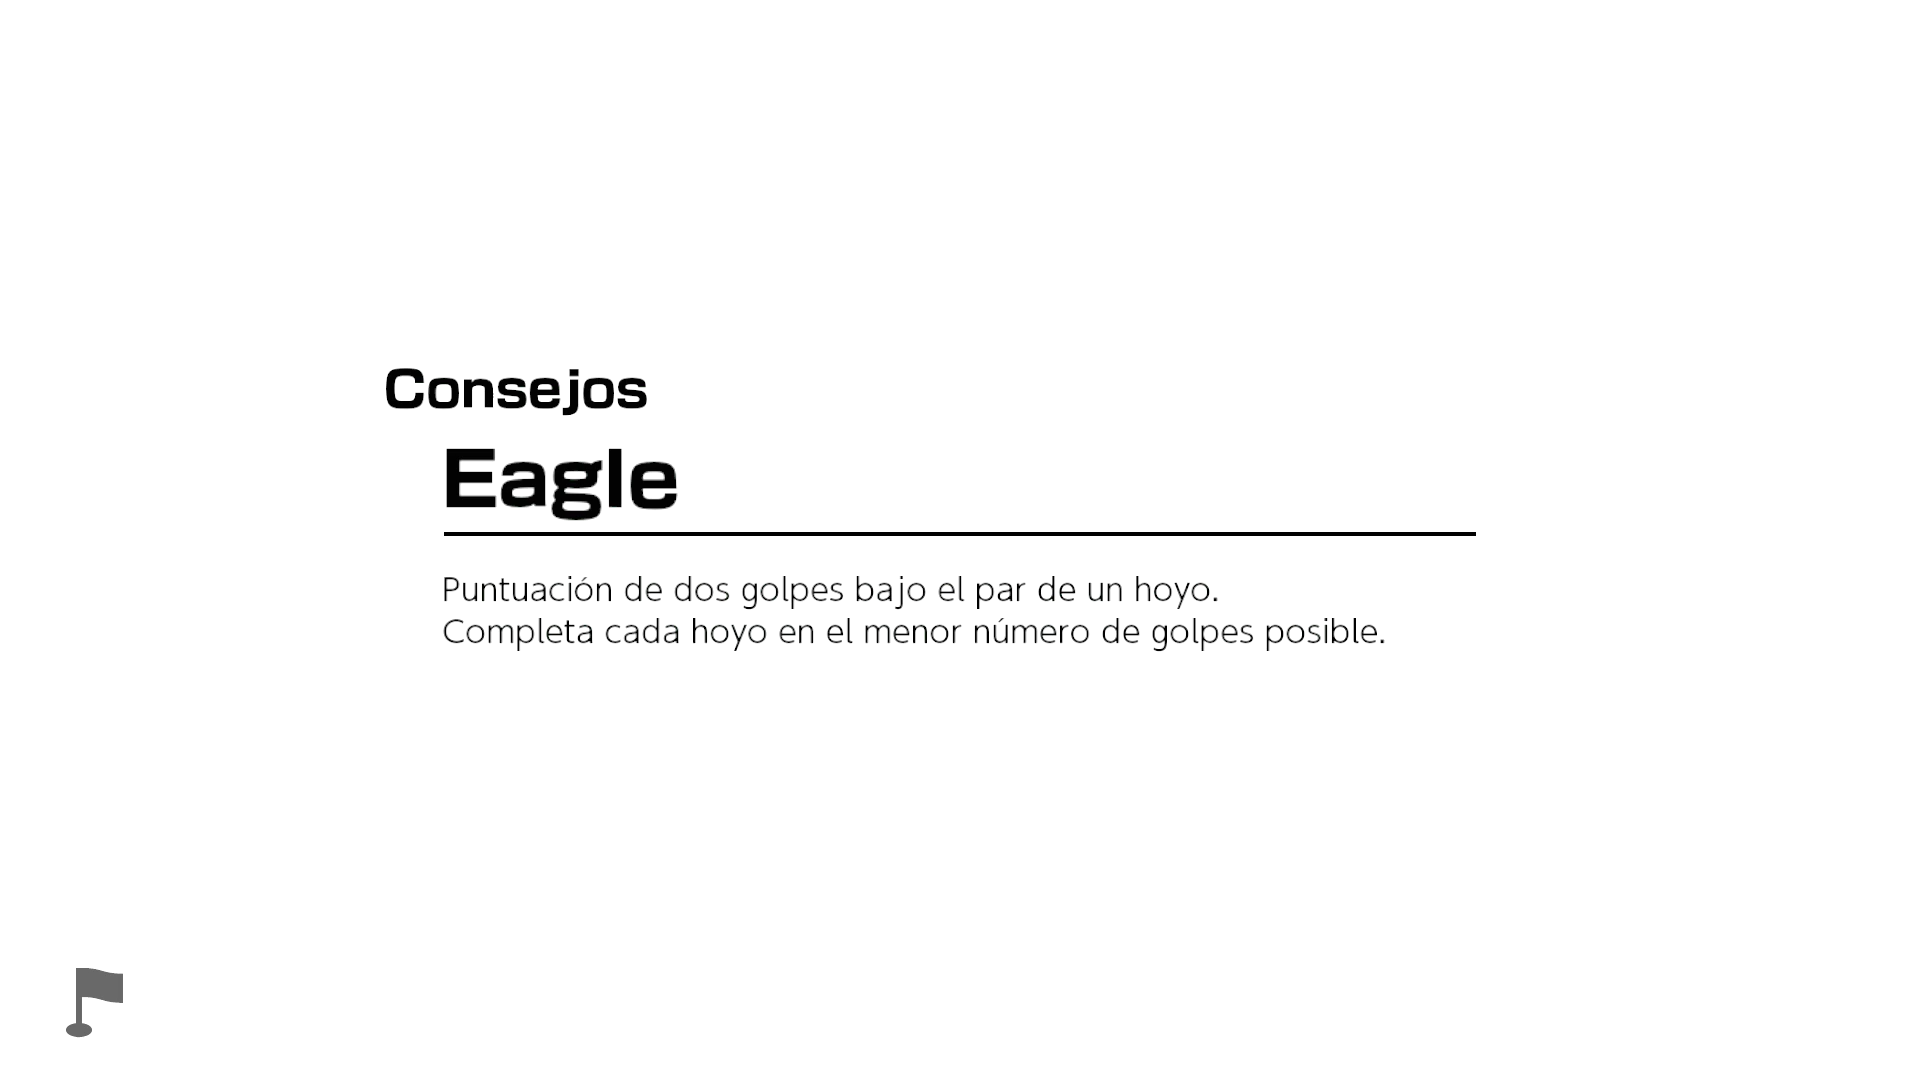 Consejos
Eagle
Puntuación de dos golpes bajo el par de un hoyo.
Completa cada hoyo en el menor número de golpes posible.